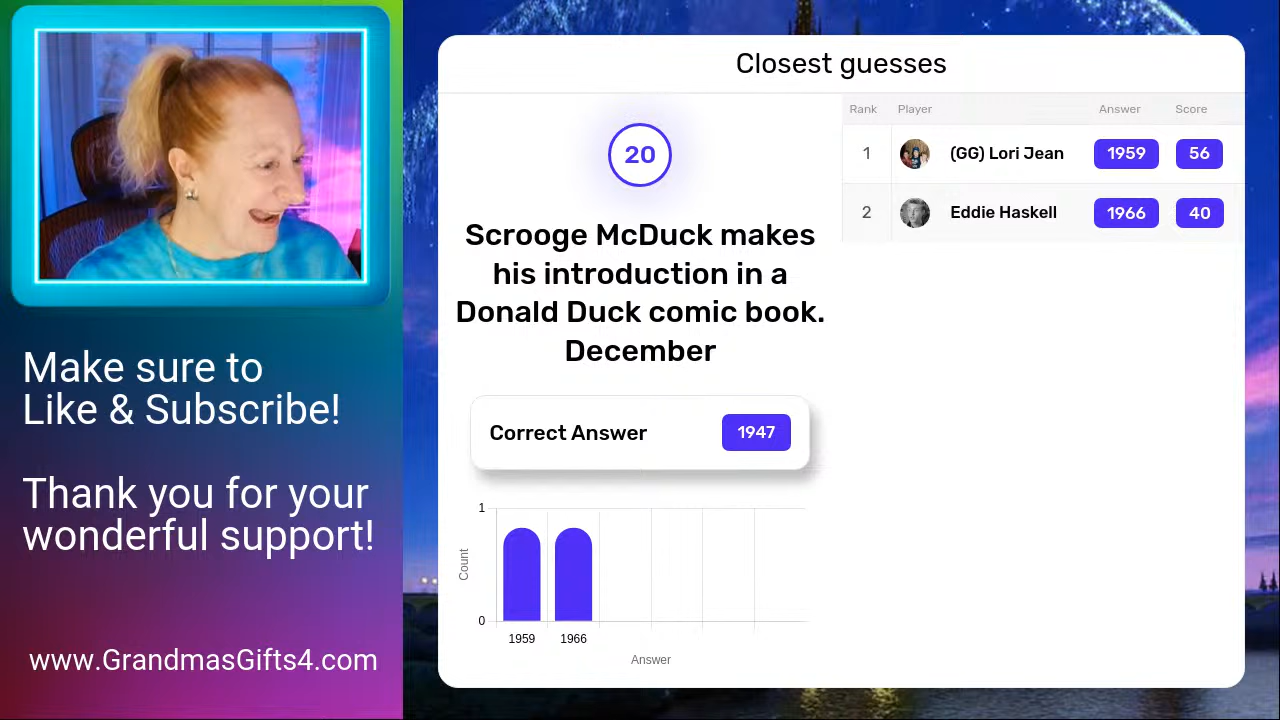 Closest guesses
20
Scrooge McDuck makes
his introduction in a
Donald Duck comic book.
December
Correct Answer 1947
1
Count
0
1959 1966
Answer
Rank Player Answer Score
1 (GG) Lori Jean 1959 56
2 Eddie Haskell 1966 40
Make sure to
Like & Subscribe!
Thank you for your
wonderful support!
www.GrandmasGifts4.com